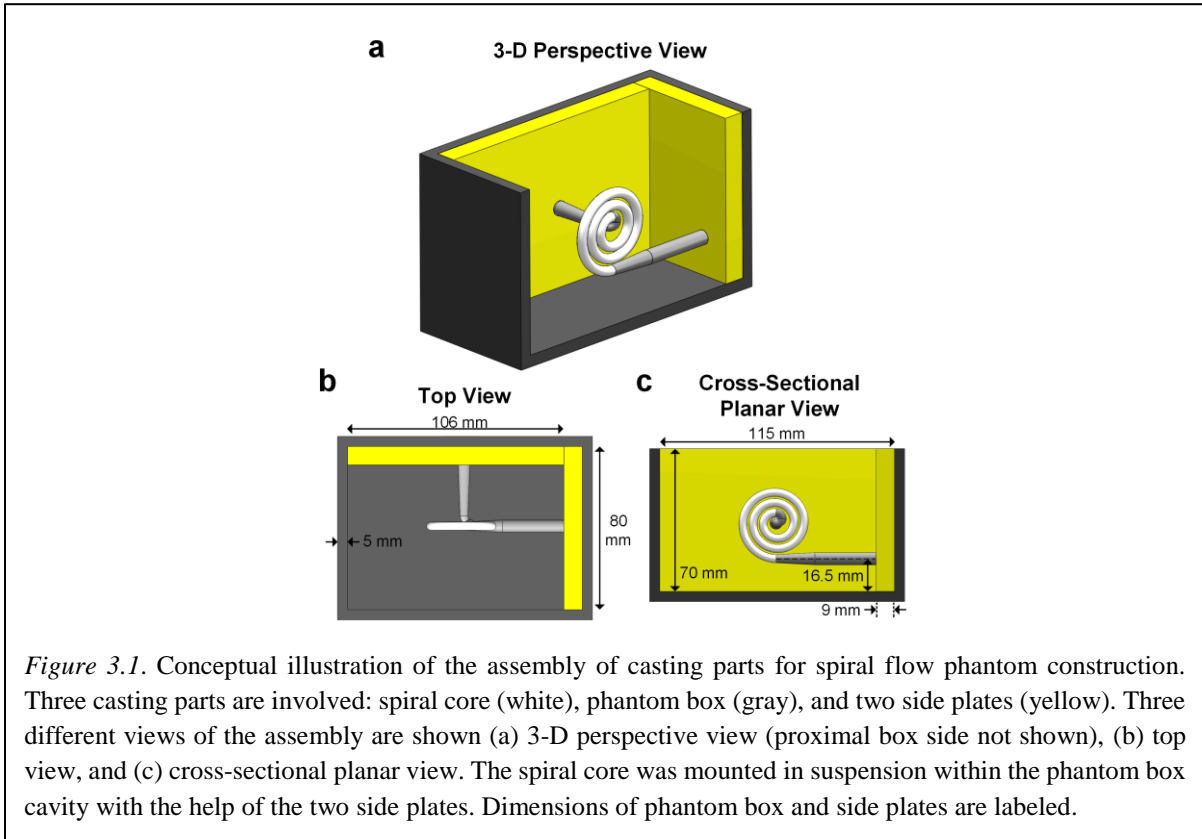 a
3-D Perspective View
b
Top View
106 mm
5 mm
80
mm
c
Cross-Sectional
Planar View
115 mm
70 mm
16.5 mm
9 mm
Figure 3.1. Conceptual illustration of the assembly of casting parts for spiral flow phantom construction.
Three casting parts are involved: spiral core (white), phantom box (gray), and two side plates (yellow). Three
different views of the assembly are shown (a) 3-D perspective view (proximal box side not shown), (b) top
view, and (c) cross-sectional planar view. The spiral core was mounted in suspension within the phantom box
cavity with the help of the two side plates. Dimensions of phantom box and side plates are labeled.